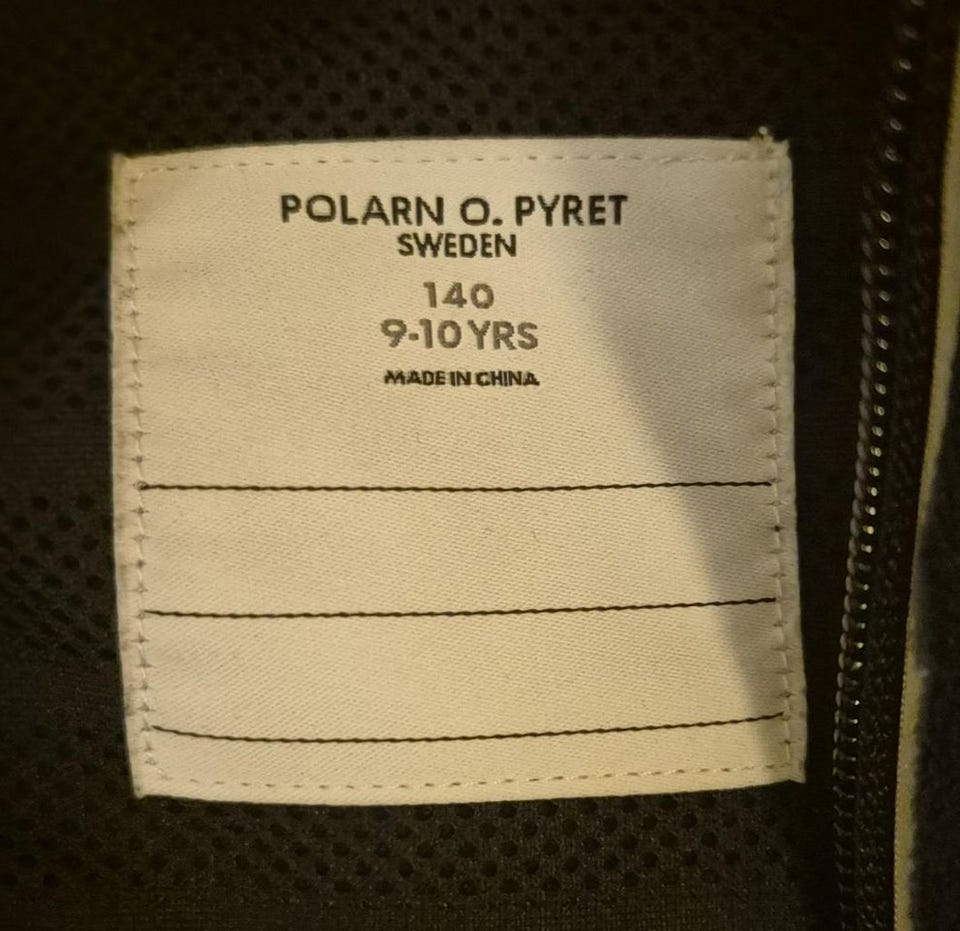 POLARN O. PYRET
SWEDEN
140
9-10 YRS
MADE IN CHINA